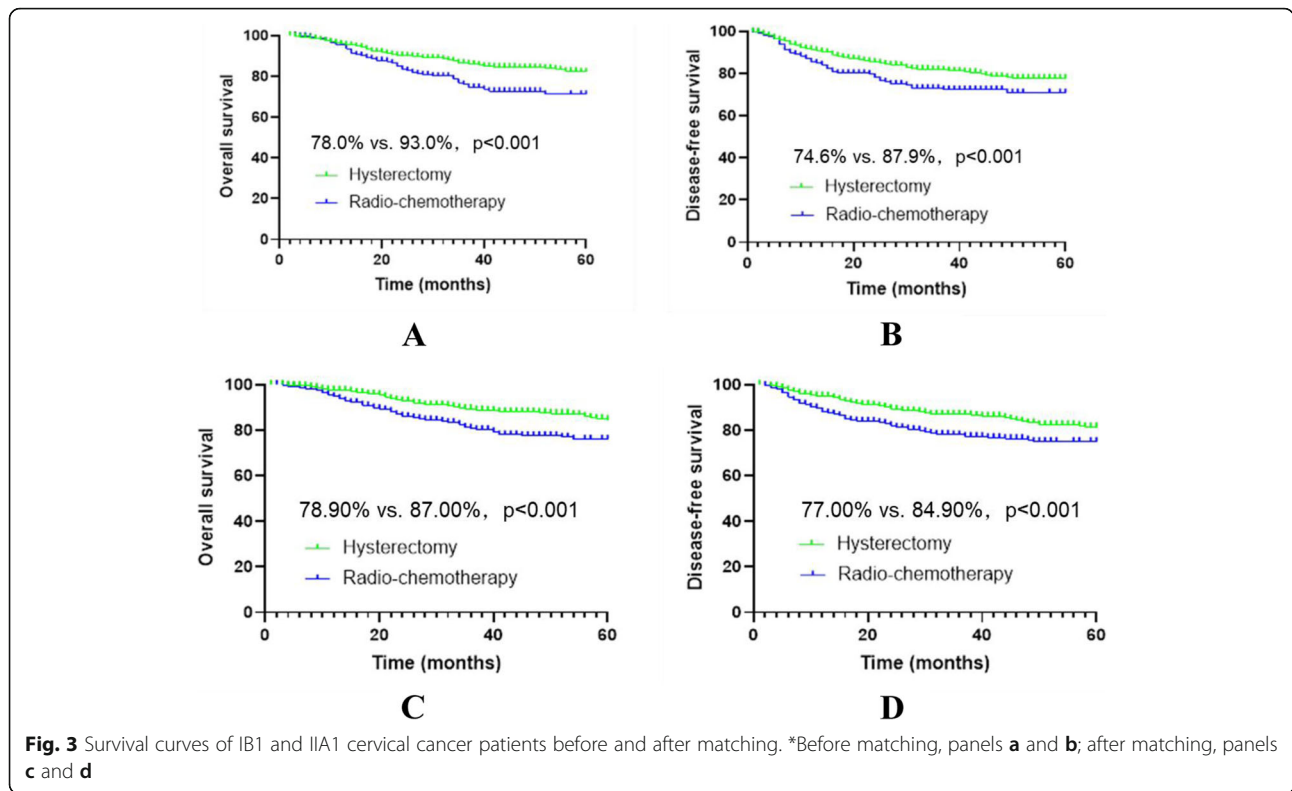 Overall survival
100
80
60
40
20
0
78.0% vs. 93.0%, p<0.001
Hysterectomy
Radio-chemotherapy
0 20 40 60
Time (months)
A
Disease-free survival
100
80
60
40
20
0
74.6% vs. 87.9%, p<0.001
Hysterectomy
Radio-chemotherapy
0 20 40 60
Time (months)
B
Overall survival
100
80
60
40
20
0
78.90% vs. 87.00%, p<0.001
Hysterectomy
Radio-chemotherapy
0 20 40 60
Time (months)
C
Disease-free survival
100
80
60
40
20
0
77.00% vs. 84.90%, p<0.001
Hysterectomy
Radio-chemotherapy
0 20 40 60
Time (months)
D
Fig. 3 Survival curves of IB1 and IIA1 cervical cancer patients before and after matching. *Before matching, panels a and b; after matching, panels
c and d